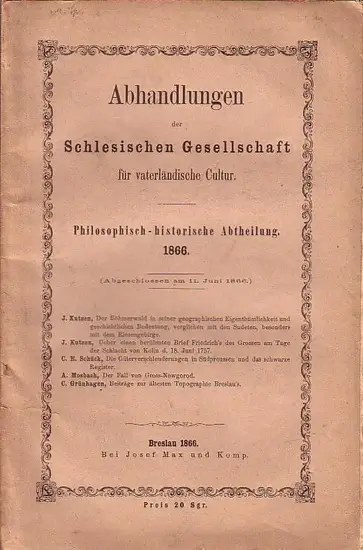 Abhandlungen
der
Schlesischen Gesellschaft
für vaterländische Cultur.
Philosophisch-historische Abtheilung.
1866.
(Abgeschlossen am 11. Juni 1866.)
J. Kutzen, Der Böhmerwald in seiner geographischen Eigenthümlichkeit und
geschichtlichen Bedeutung, verglichen mit den Sudeten, besonders
mit dem Riesengebirge.
J. Kutzen, Ueber einen berühmten Brief Friedrich's des Grossen am Tage
der Schlacht von Kolin d. 18. Juni 1757.
C. E. Schück, Die Güterverschleuderungen in Südpreussen und das schwarze
Register.
A. Mosbach, Der Fall von Gross-Nowgorod.
C. Grünhagen, Beiträge zur ältesten Topographie Breslau's.
Breslau 1866.
Bei Josef Max und Komp.
Preis 20 Sgr.